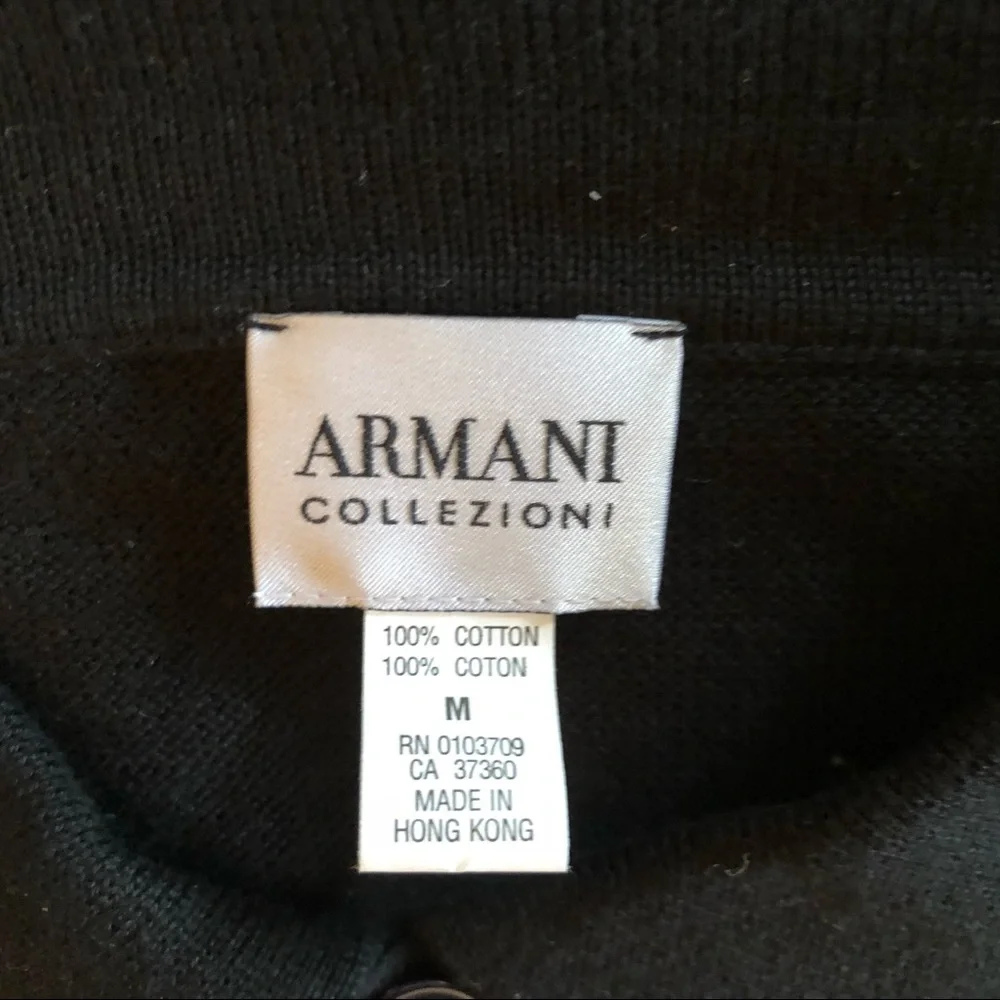 ARMANI
COLLEZIONI
100% COTTON
100% COTON
M
RN 0103709
CA 37360
MADE IN
HONG KONG